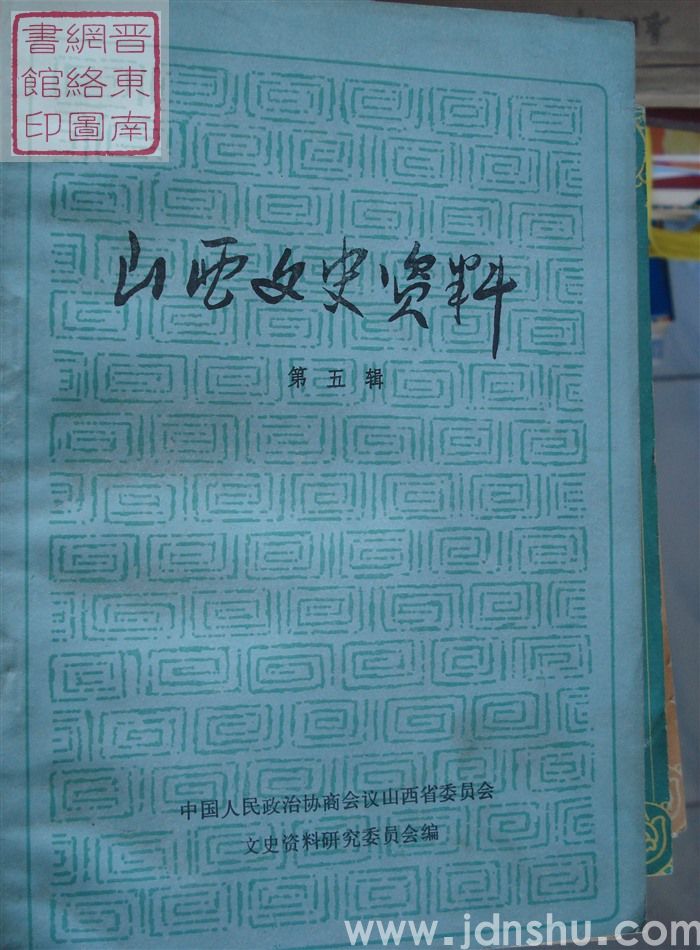 晋東南
網絡圖
書館印
山西文史资料
第五辑
中国人民政治协商会议山西省委员会
文史资料研究委员会编
www.jdnshu.com